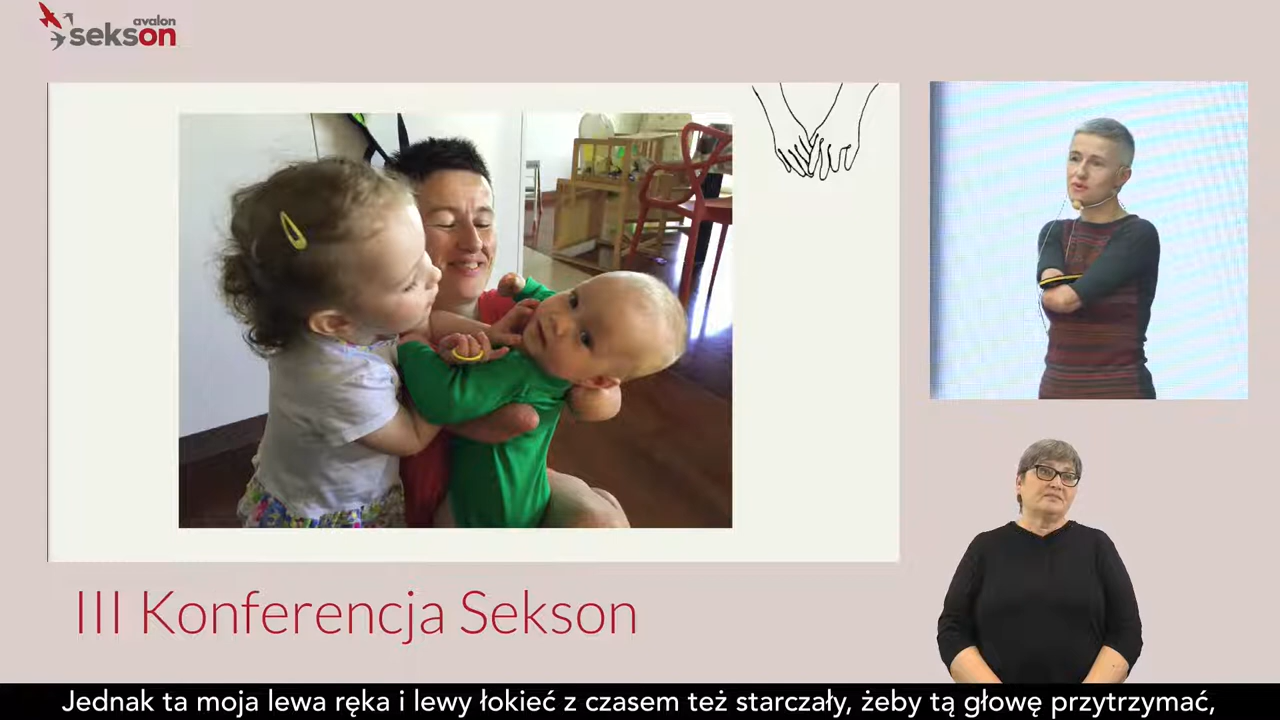 avalon
sekson
III Konferencja Sekson
Jednak ta moja lewa ręka i lewy łokieć z czasem też starczały, żeby tą głowę przytrzymać,